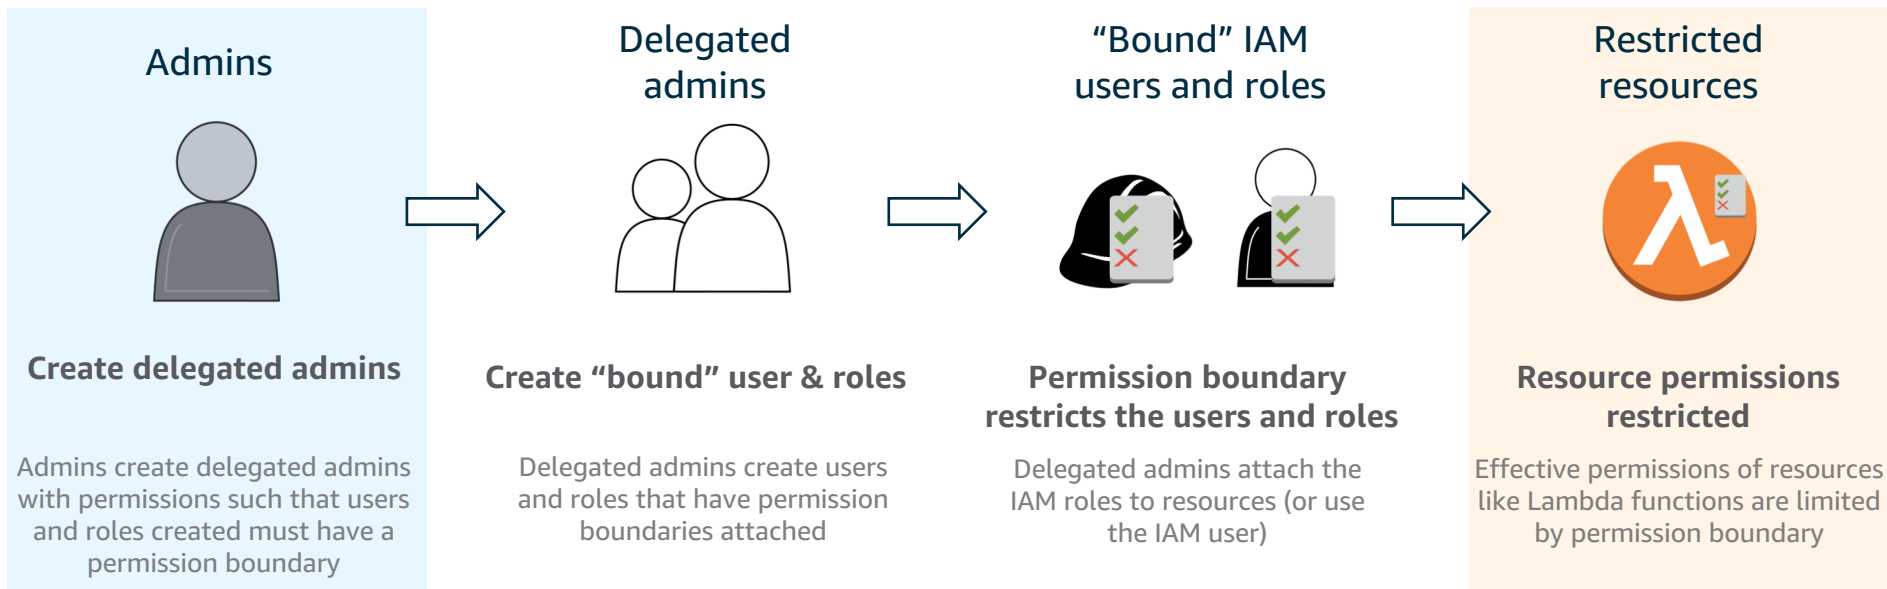 Admins
Create delegated admins
Admins create delegated admins
with permissions such that users
and roles created must have a
permission boundary
Delegated
admins
Create “bound” user & roles
Delegated admins create users
and roles that have permission
boundaries attached
“Bound” IAM
users and roles
Permission boundary
restricts the users and roles
Delegated admins attach the
IAM roles to resources (or use
the IAM user)
Restricted
resources
Resource permissions
restricted
Effective permissions of resources
like Lambda functions are limited
by permission boundary